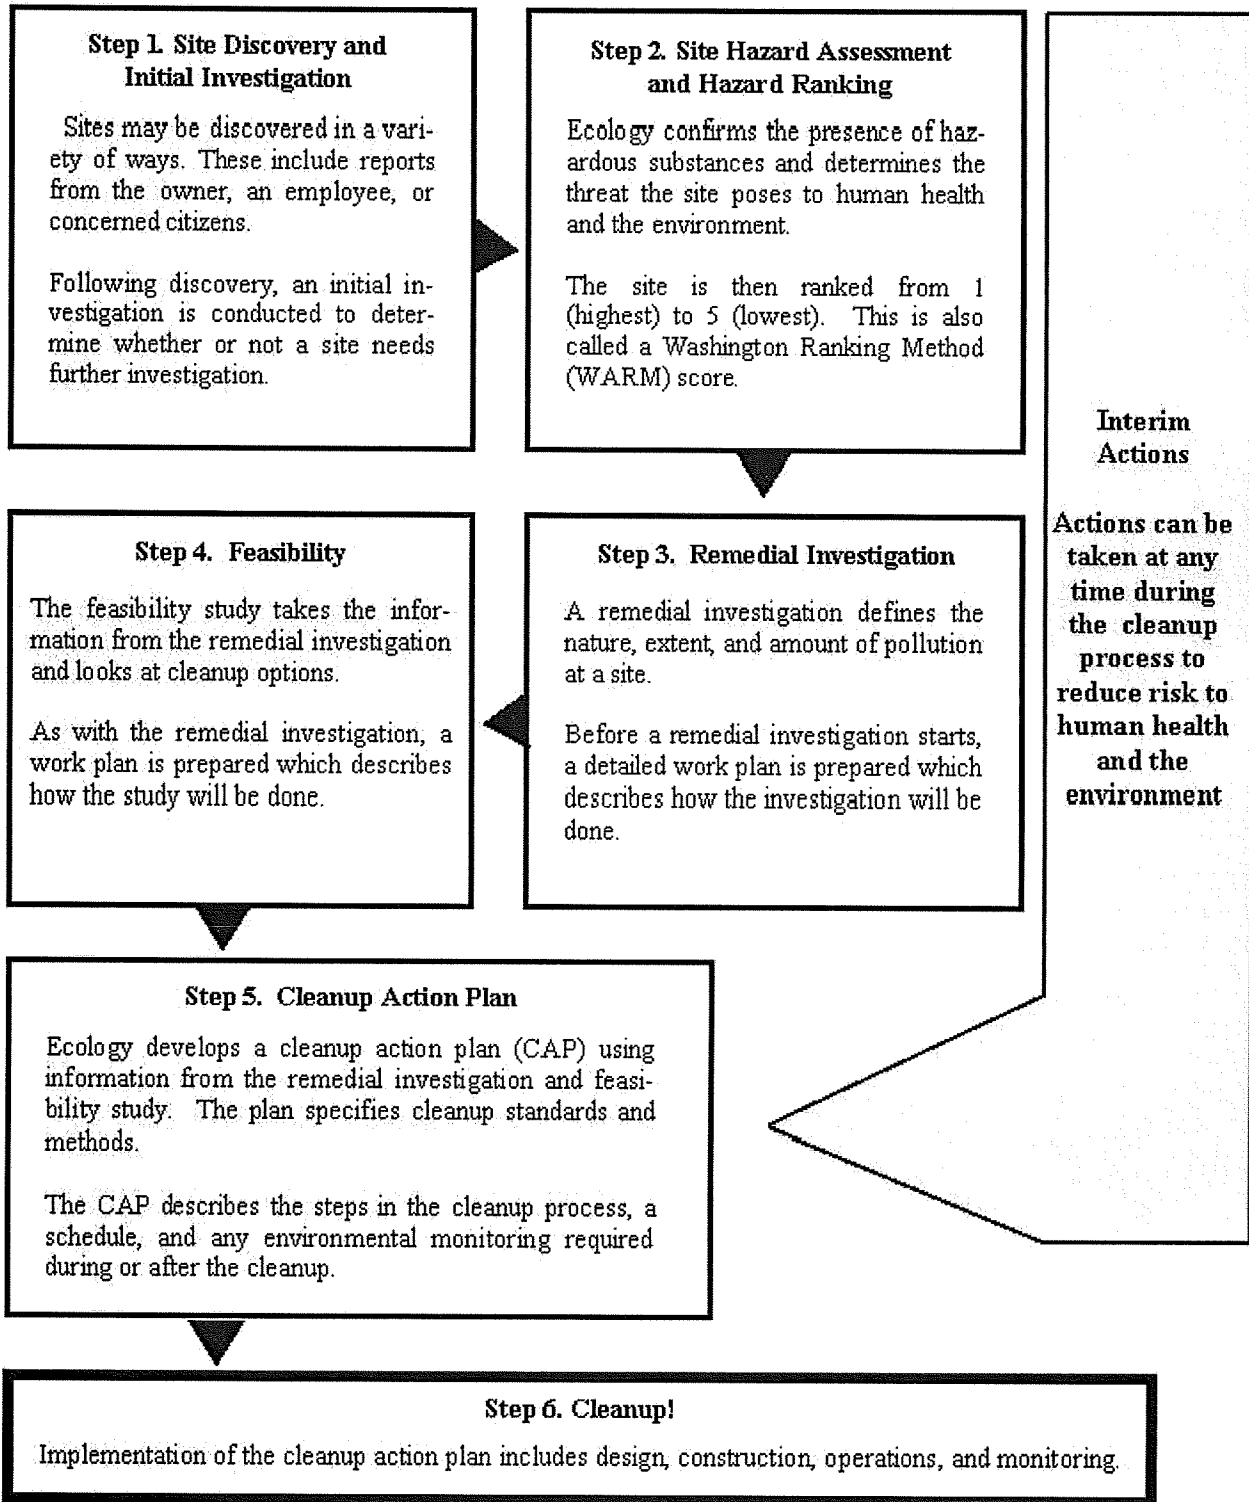 Step 1. Site Discovery and
Initial Investigation
Sites may be discovered in a vari-
ety of ways. These include reports
from the owner, an employee, or
concerned citizens.
Following discovery, an initial in-
vestigation is conducted to deter-
mine whether or not a site needs
further investigation.
Step 2. Site Hazard Assessment
and Hazard Ranking
Ecology confirms the presence of haz-
ardous substances and determines the
threat the site poses to human health
and the environment.
The site is then ranked from 1
(highest) to 5 (lowest). This is also
called a Washington Ranking Method
(WARM) score.
Step 3. Remedial Investigation
A remedial investigation defines the
nature, extent, and amount of pollution
at a site.
Before a remedial investigation starts,
a detailed work plan is prepared which
describes how the investigation will be
done.
Step 4. Feasibility
The feasibility study takes the infor-
mation from the remedial investigation
and looks at cleanup options.
As with the remedial investigation, a
work plan is prepared which describes
how the study will be done.
Step 5. Cleanup Action Plan
Ecology develops a cleanup action plan (CAP) using
information from the remedial investigation and feasi-
bility study. The plan specifies cleanup standards and
methods.
The CAP describes the steps in the cleanup process, a
schedule, and any environmental monitoring required
during or after the cleanup.
Step 6. Cleanup!
Implementation of the cleanup action plan includes design, construction, operations, and monitoring.
Interim
Actions
Actions can be
taken at any
time during
the cleanup
process to
reduce risk to
human health
and the
environment